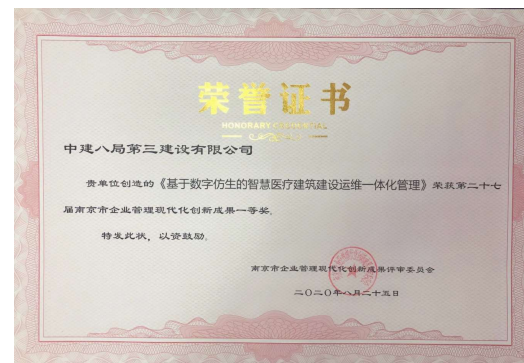 荣誉证书
HONORARY CREDENTIAL
中建八局第三建设有限公司
贵单位创造的《基于数字仿生的智慧医疗建筑建设运维一体化管理》荣获第二十七
届南京市企业管理现代化创新成果一等奖。
特发此状，以资鼓励。
南京市企业管理现代化创新成果评审委员会
二〇二〇年八月二十五日